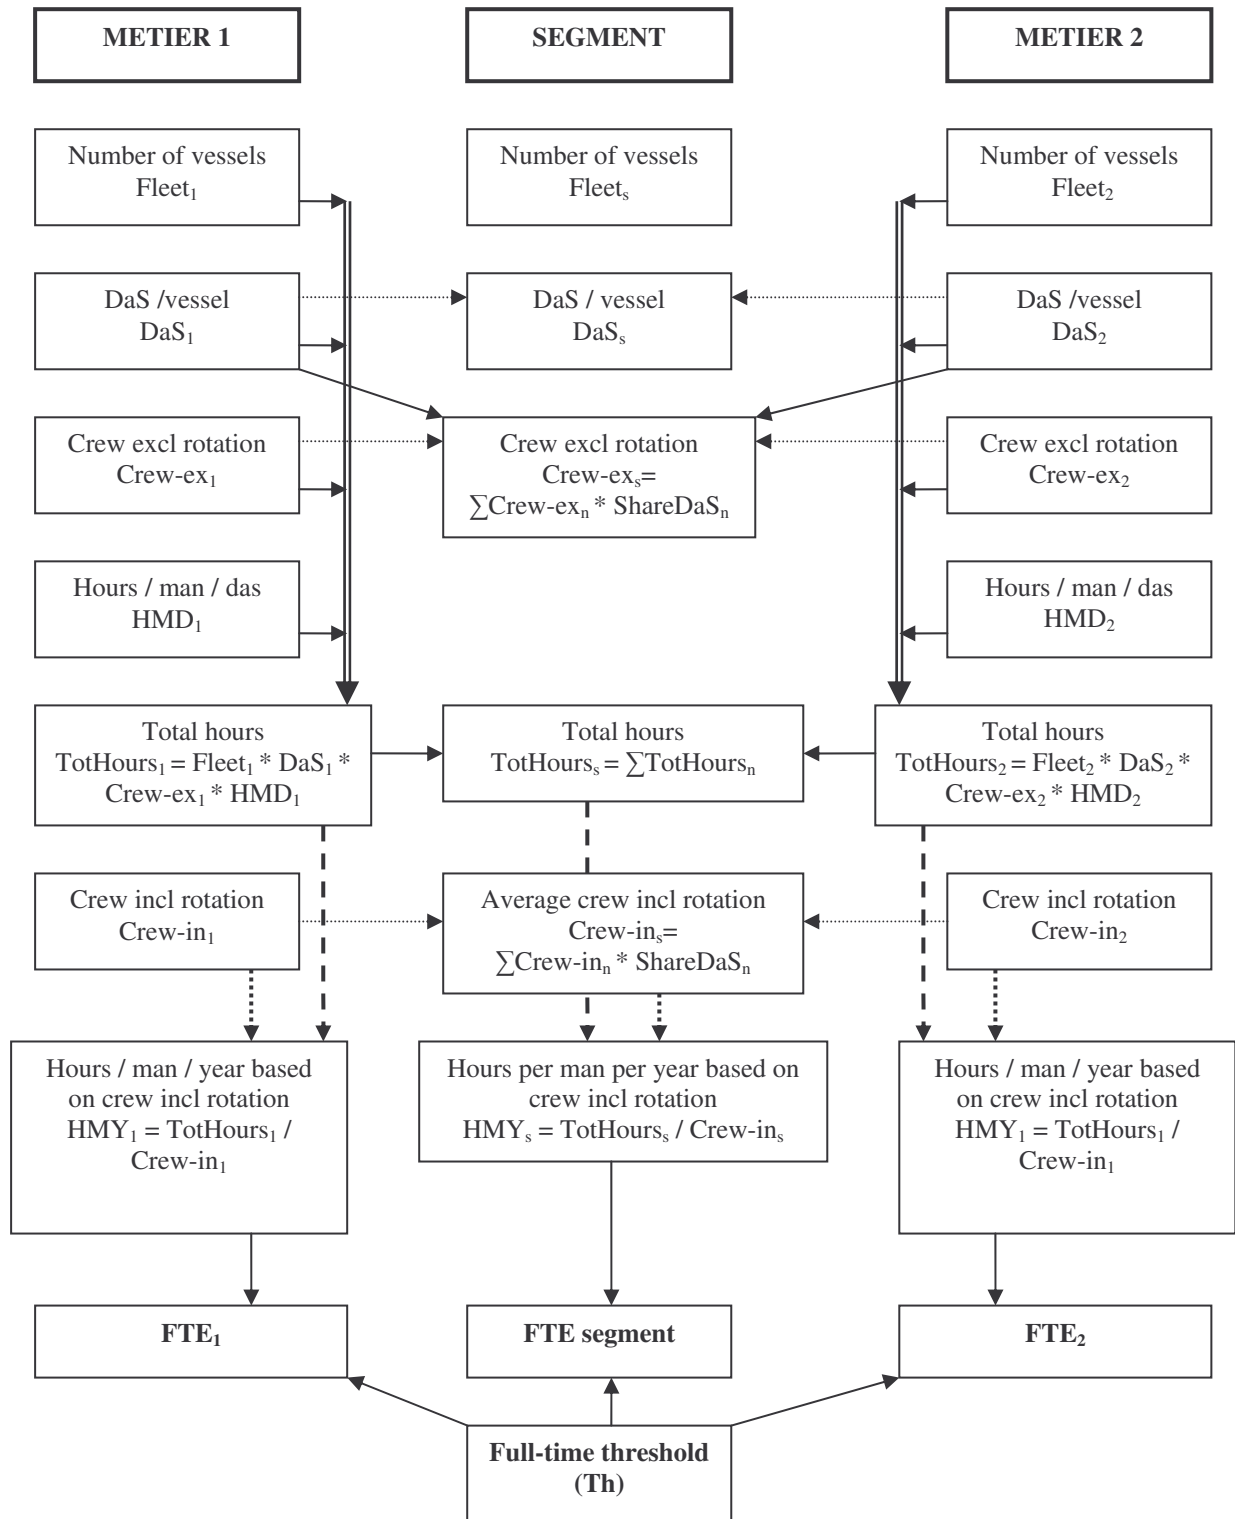 METIER 1
SEGMENT
METIER 2
Number of vessels
Fleet₁
Number of vessels
Fleetₛ
Number of vessels
Fleet₂
DaS /vessel
DaS₁
DaS / vessel
DaSₛ
DaS /vessel
DaS₂
Crew excl rotation
Crew-ex₁
Crew excl rotation
Crew-exₛ=
∑Crew-exₙ * ShareDaSₙ
Crew excl rotation
Crew-ex₂
Hours / man / das
HMD₁
Hours / man / das
HMD₂
Total hours
TotHours₁ = Fleet₁ * DaS₁ *
Crew-ex₁ * HMD₁
Total hours
TotHoursₛ = ∑TotHoursₙ
Total hours
TotHours₂ = Fleet₂ * DaS₂ *
Crew-ex₂ * HMD₂
Crew incl rotation
Crew-in₁
Average crew incl rotation
Crew-inₛ=
∑Crew-inₙ * ShareDaSₙ
Crew incl rotation
Crew-in₂
Hours / man / year based
on crew incl rotation
HMY₁ = TotHours₁ /
Crew-in₁
Hours per man per year based on
crew incl rotation
HMYₛ = TotHoursₛ / Crew-inₛ
Hours / man / year based
on crew incl rotation
HMY₁ = TotHours₁ /
Crew-in₁
FTE₁
FTE segment
FTE₂
Full-time threshold
(Th)